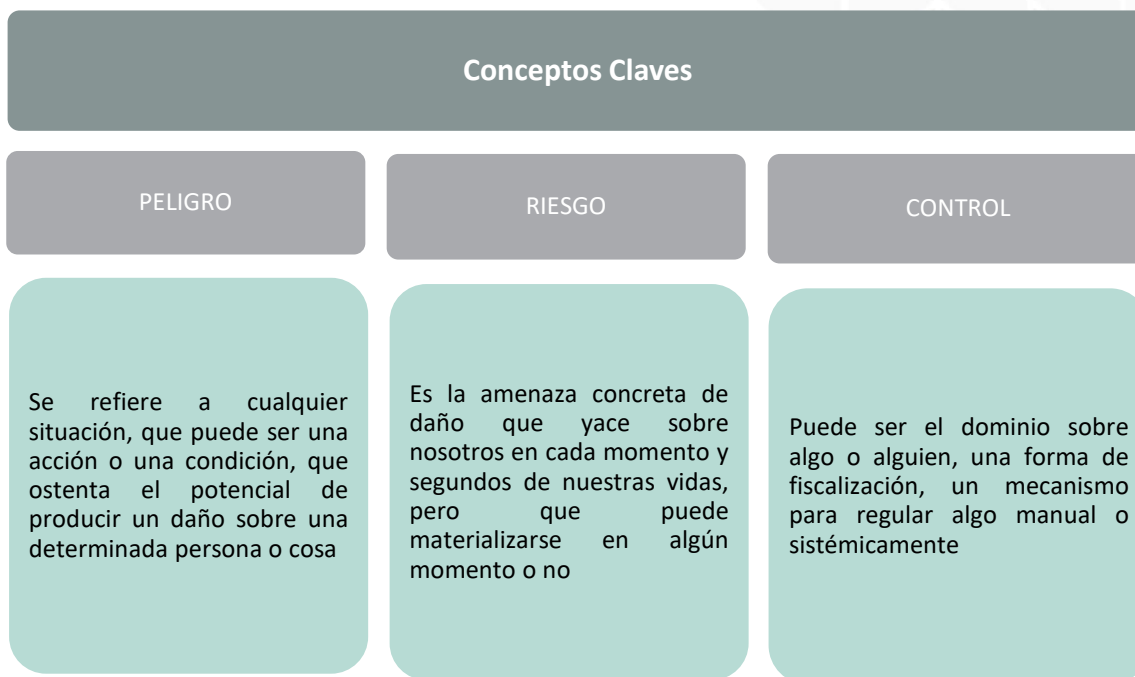 Conceptos Claves
PELIGRO
RIESGO
CONTROL
Se refiere a cualquier
situación, que puede ser una
acción o una condición, que
ostenta el potencial de
producir un daño sobre una
determinada persona o cosa
Es la amenaza concreta de
daño que yace sobre
nosotros en cada momento y
segundos de nuestras vidas,
pero que puede
materializarse en algún
momento o no
Puede ser el dominio sobre
algo o alguien, una forma de
fiscalización, un mecanismo
para regular algo manual o
sistémicamente